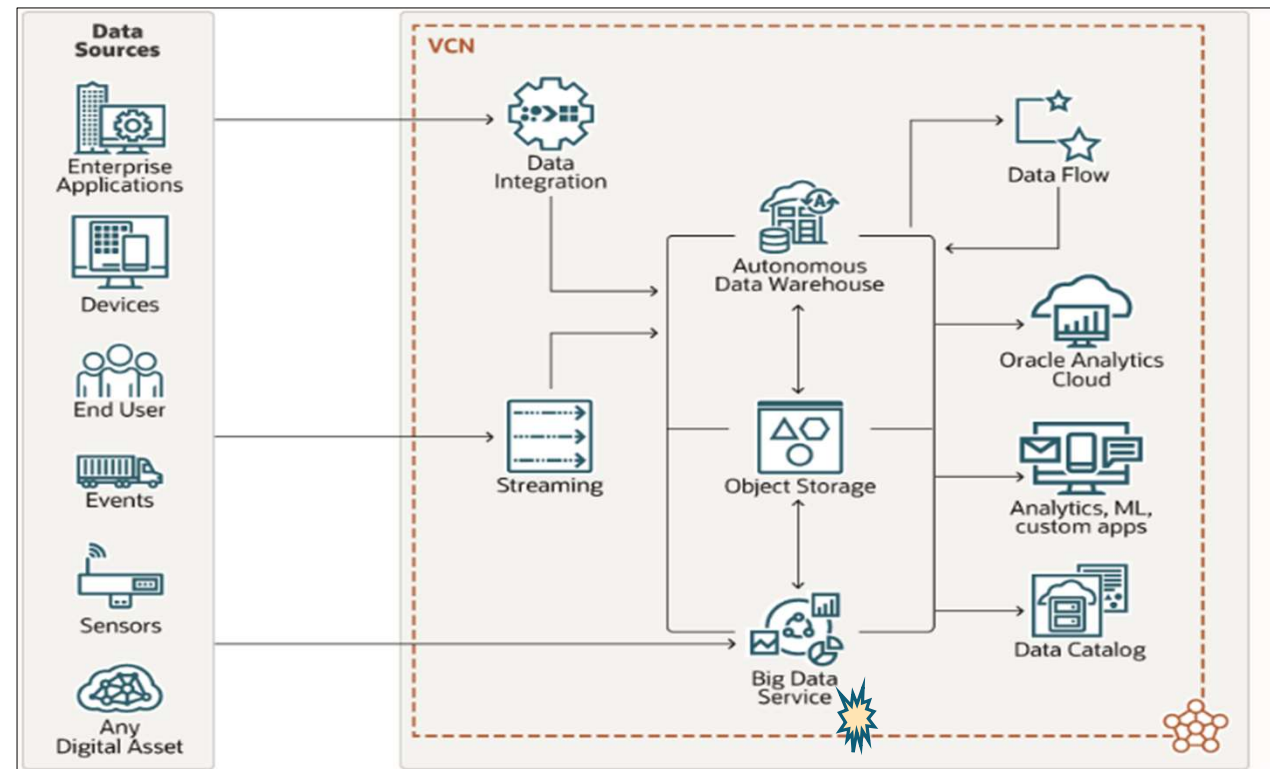 Data
Sources
Enterprise
Applications
Devices
End User
Events
Sensors
Any
Digital Asset
VCN
Data
Integration
Streaming
A
Autonomous
Data Warehouse
Object Storage
Big Data
Service
Data Flow
Oracle Analytics
Cloud
Analytics, ML,
custom apps
Data Catalog